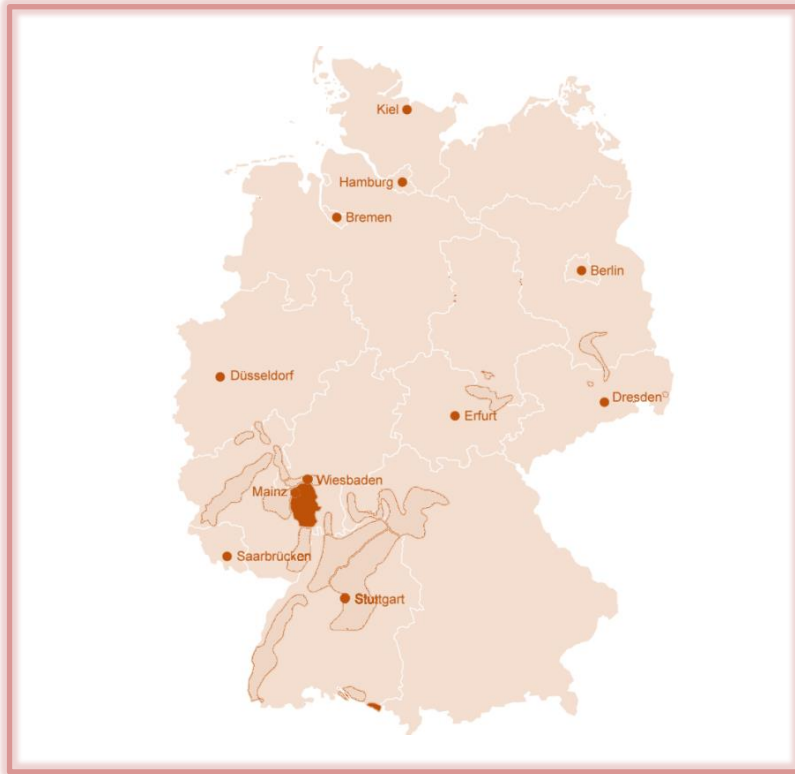 Kiel
Hamburg
Bremen
Berlin
Düsseldorf
Dresden
Erfurt
Wiesbaden
Mainz
Saarbrücken
Stuttgart